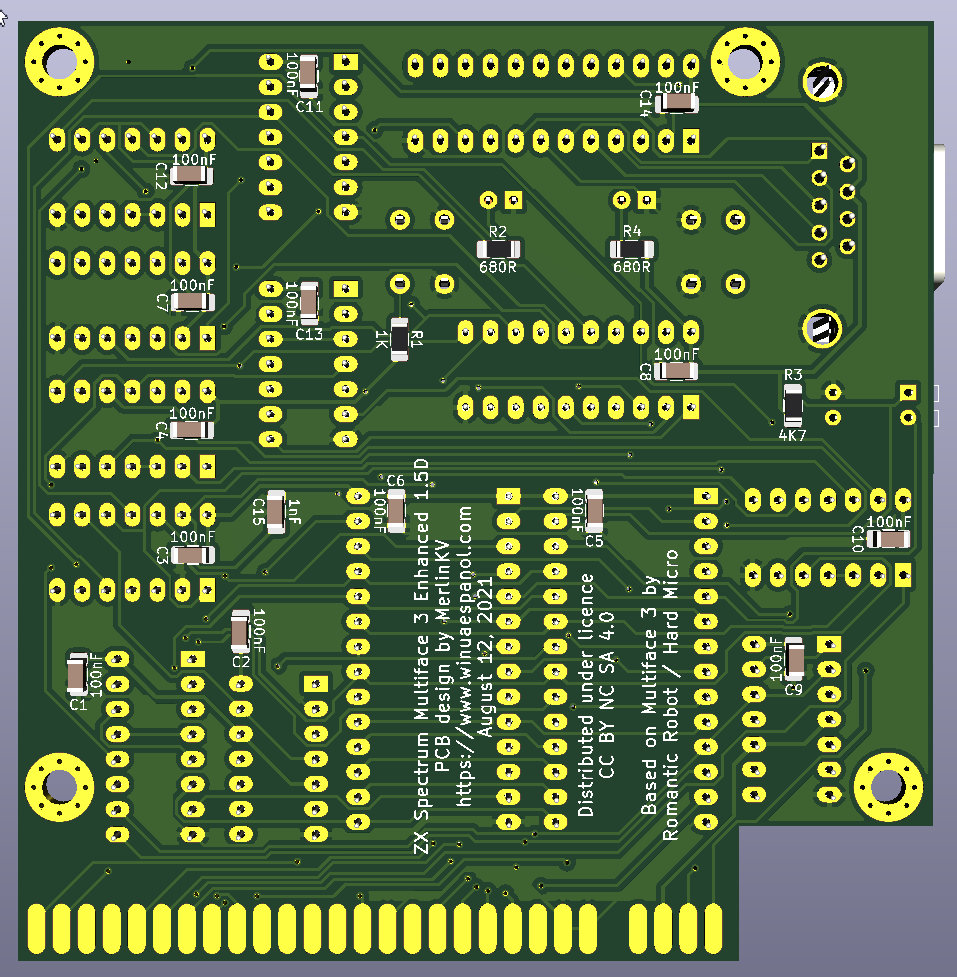 100nF
C11
100nF
C14
100nF
C12
R2
680R
R4
680R
100nF
C7
100nF
C13
1K
R1
100nF
C8
R3
4K7
100nF
C4
C6
100nF
C15
1nF
100nF
C5
100nF
C10
100nF
C3
ZX Spectrum Multiface 3 Enhanced 1.5D
PCB design by MerlinKV
https://www.winuaespanol.com
August 12, 2021
Distributed under licence
CC BY NC SA 4.0
Based on Multiface 3 by
Romantic Robot / Hard Micro
100nF
C2
100nF
C1
100nF
C9